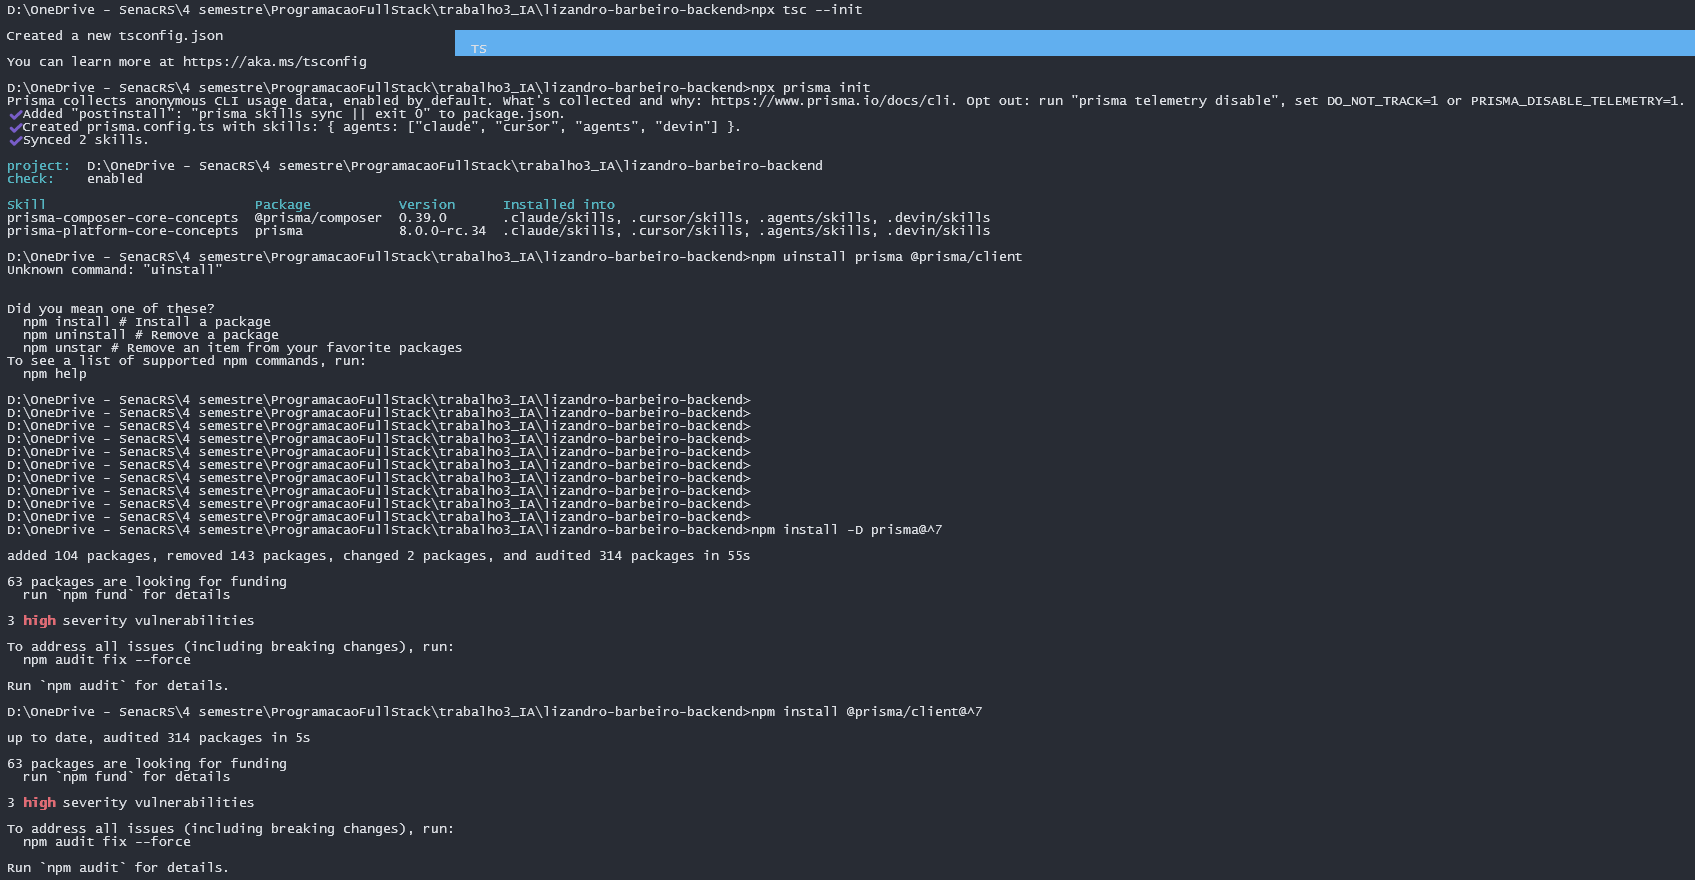 D:\OneDrive - SenacRS\4 semestre\ProgramacaoFullStack\trabalho3_IA\lizandro-barbeiro-backend>npx tsc --init
Created a new tsconfig.json
TS
You can learn more at https://aka.ms/tsconfig
D:\OneDrive - SenacRS\4 semestre\ProgramacaoFullStack\trabalho3_IA\lizandro-barbeiro-backend>npx prisma init
Prisma collects anonymous CLI usage data, enabled by default. What's collected and why: https://www.prisma.io/docs/cli. Opt out: run "prisma telemetry disable", set DO_NOT_TRACK=1 or PRISMA_DISABLE_TELEMETRY=1.
✔Added "postinstall": "prisma skills sync || exit 0" to package.json.
✔Created prisma.config.ts with skills: { agents: ["claude", "cursor", "agents", "devin"] }.
✔Synced 2 skills.
project:  D:\OneDrive - SenacRS\4 semestre\ProgramacaoFullStack\trabalho3_IA\lizandro-barbeiro-backend
check:    enabled
Skill                          Package           Version      Installed into
prisma-composer-core-concepts  @prisma/composer  0.39.0       .claude/skills, .cursor/skills, .agents/skills, .devin/skills
prisma-platform-core-concepts  prisma            8.0.0-rc.34  .claude/skills, .cursor/skills, .agents/skills, .devin/skills
D:\OneDrive - SenacRS\4 semestre\ProgramacaoFullStack\trabalho3_IA\lizandro-barbeiro-backend>npm uinstall prisma @prisma/client
Unknown command: "uinstall"
Did you mean one of these?
  npm install # Install a package
  npm uninstall # Remove a package
  npm unstar # Remove an item from your favorite packages
To see a list of supported npm commands, run:
  npm help
D:\OneDrive - SenacRS\4 semestre\ProgramacaoFullStack\trabalho3_IA\lizandro-barbeiro-backend>
D:\OneDrive - SenacRS\4 semestre\ProgramacaoFullStack\trabalho3_IA\lizandro-barbeiro-backend>
D:\OneDrive - SenacRS\4 semestre\ProgramacaoFullStack\trabalho3_IA\lizandro-barbeiro-backend>
D:\OneDrive - SenacRS\4 semestre\ProgramacaoFullStack\trabalho3_IA\lizandro-barbeiro-backend>
D:\OneDrive - SenacRS\4 semestre\ProgramacaoFullStack\trabalho3_IA\lizandro-barbeiro-backend>
D:\OneDrive - SenacRS\4 semestre\ProgramacaoFullStack\trabalho3_IA\lizandro-barbeiro-backend>
D:\OneDrive - SenacRS\4 semestre\ProgramacaoFullStack\trabalho3_IA\lizandro-barbeiro-backend>
D:\OneDrive - SenacRS\4 semestre\ProgramacaoFullStack\trabalho3_IA\lizandro-barbeiro-backend>
D:\OneDrive - SenacRS\4 semestre\ProgramacaoFullStack\trabalho3_IA\lizandro-barbeiro-backend>
D:\OneDrive - SenacRS\4 semestre\ProgramacaoFullStack\trabalho3_IA\lizandro-barbeiro-backend>
D:\OneDrive - SenacRS\4 semestre\ProgramacaoFullStack\trabalho3_IA\lizandro-barbeiro-backend>npm install -D prisma@^7
added 104 packages, removed 143 packages, changed 2 packages, and audited 314 packages in 55s
63 packages are looking for funding
  run `npm fund` for details
3 high severity vulnerabilities
To address all issues (including breaking changes), run:
  npm audit fix --force
Run `npm audit` for details.
D:\OneDrive - SenacRS\4 semestre\ProgramacaoFullStack\trabalho3_IA\lizandro-barbeiro-backend>npm install @prisma/client@^7
up to date, audited 314 packages in 5s
63 packages are looking for funding
  run `npm fund` for details
3 high severity vulnerabilities
To address all issues (including breaking changes), run:
  npm audit fix --force
Run `npm audit` for details.